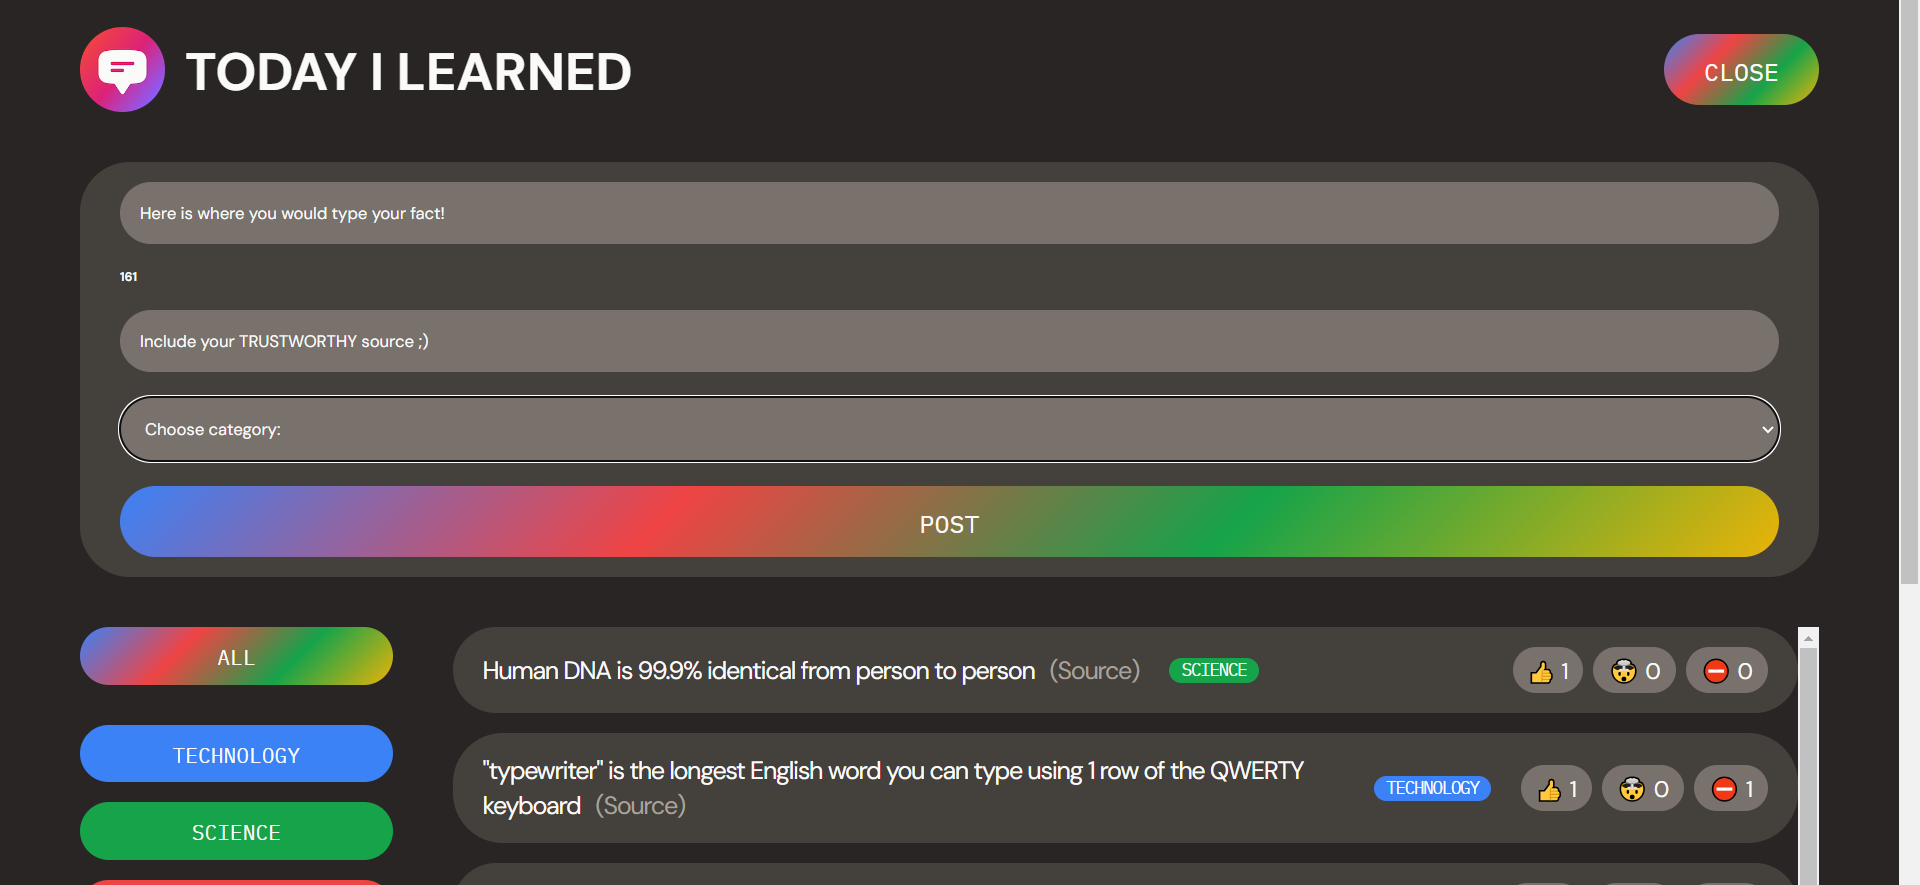 TODAY I LEARNED
CLOSE
Here is where you would type your fact!
161
Include your TRUSTWORTHY source ;)
Choose category:
POST
ALL
TECHNOLOGY
SCIENCE
Human DNA is 99.9% identical from person to person (Source) SCIENCE 👍 1 🤯 0 ⛔ 0
"typewriter" is the longest English word you can type using 1 row of the QWERTY
keyboard (Source) TECHNOLOGY 👍 1 🤯 0 ⛔ 1